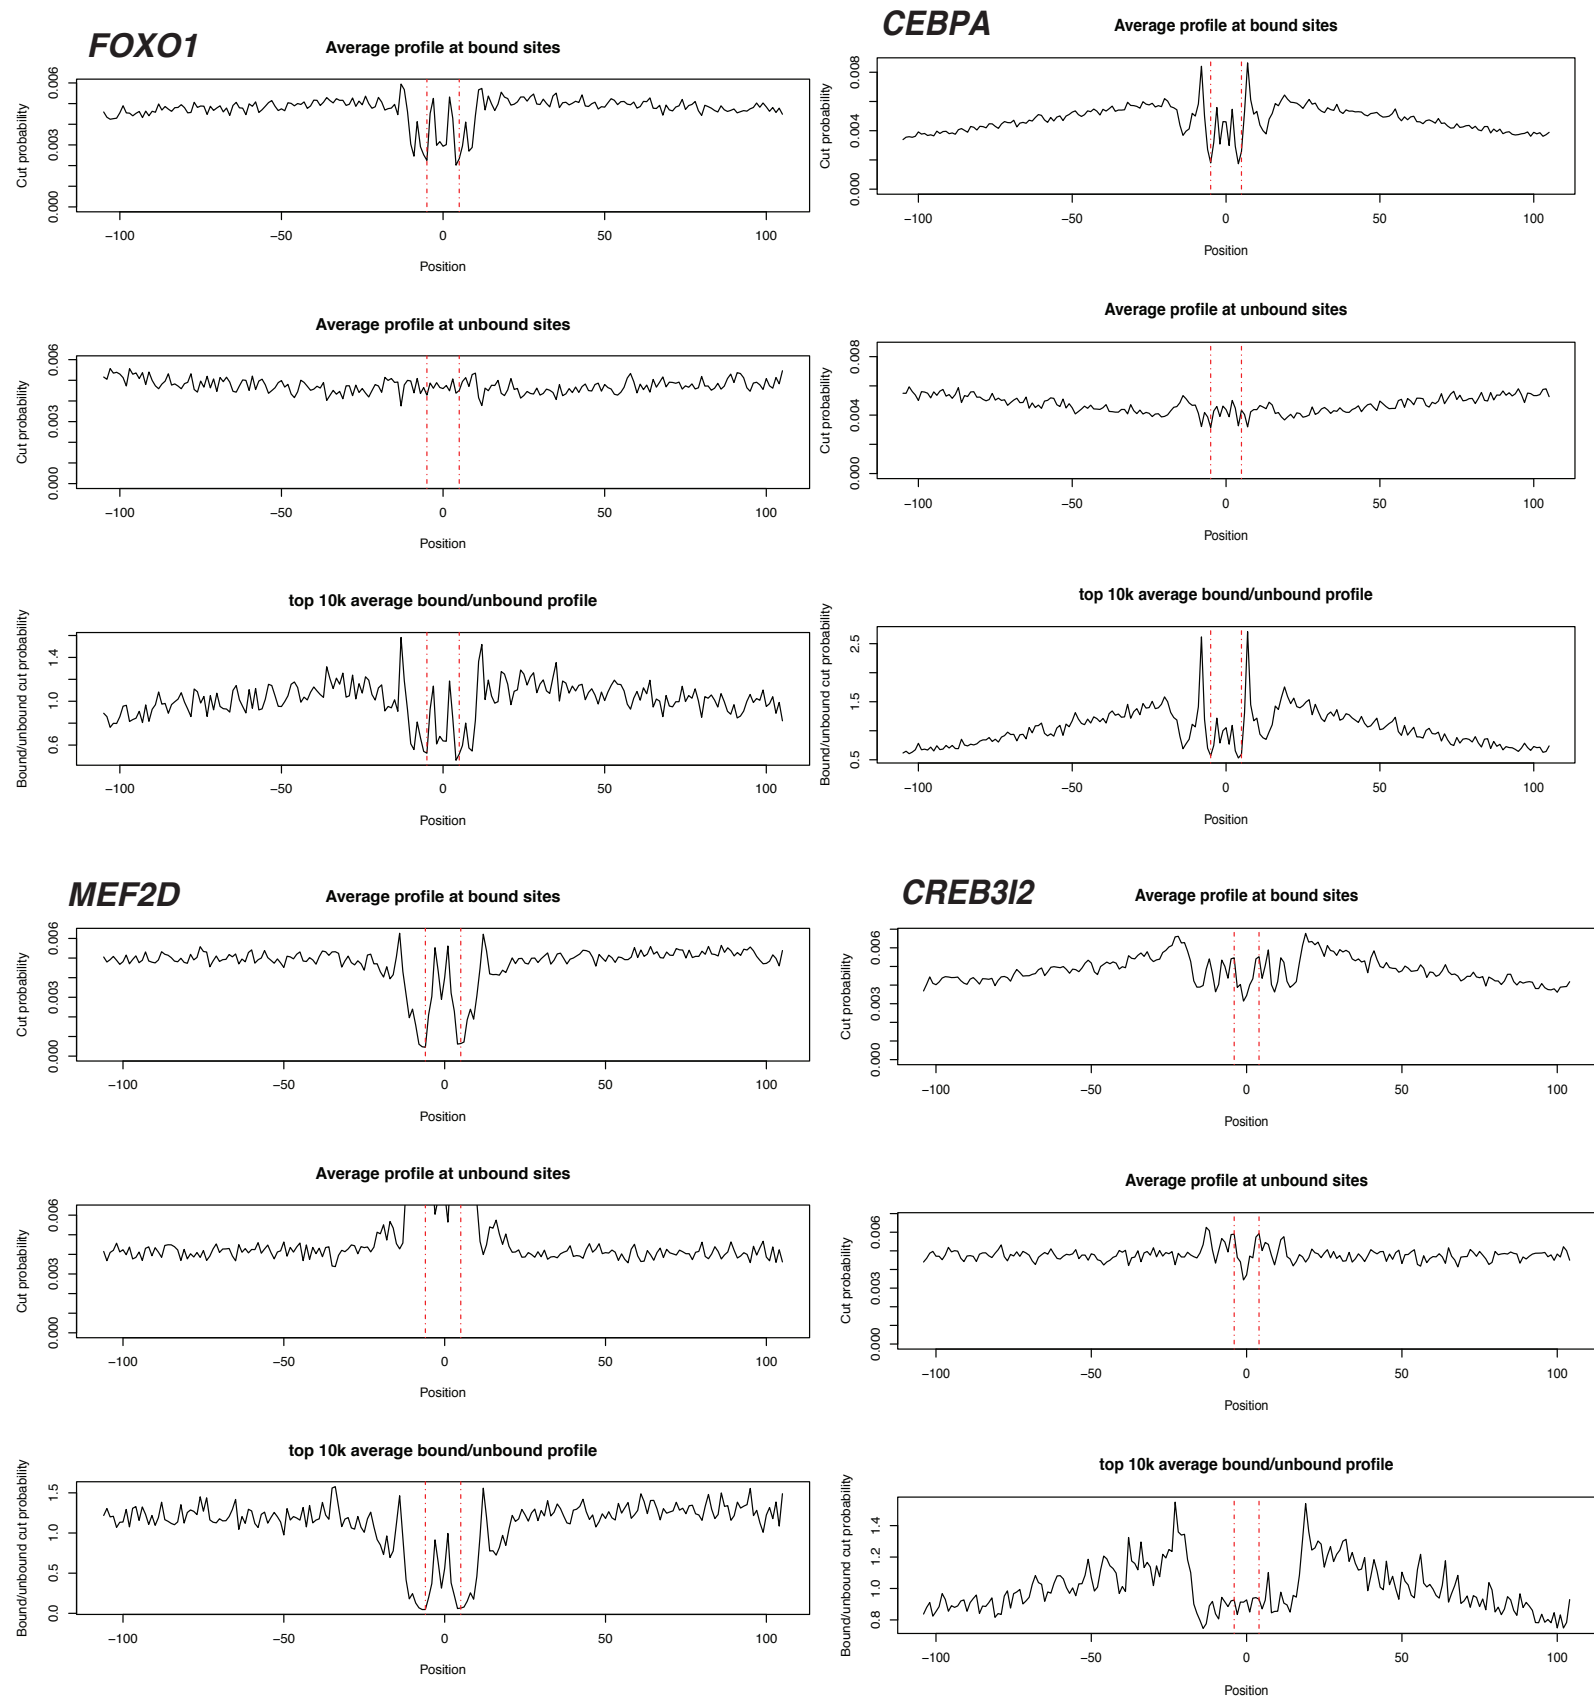 FOXO1
Average profile at bound sites
Cut probability
0.000 0.003 0.006
−100 −50 0 50 100
Position
Average profile at unbound sites
Cut probability
0.000 0.003 0.006
−100 −50 0 50 100
Position
top 10k average bound/unbound profile
Bound/unbound cut probability
0.6 1.0 1.4
−100 −50 0 50 100
Position
CEBPA
Average profile at bound sites
Cut probability
0.000 0.004 0.008
−100 −50 0 50 100
Position
Average profile at unbound sites
Cut probability
0.000 0.004 0.008
−100 −50 0 50 100
Position
top 10k average bound/unbound profile
Bound/unbound cut probability
0.5 1.5 2.5
−100 −50 0 50 100
Position
MEF2D
Average profile at bound sites
Cut probability
0.000 0.003 0.006
−100 −50 0 50 100
Position
Average profile at unbound sites
Cut probability
0.000 0.003 0.006
−100 −50 0 50 100
Position
top 10k average bound/unbound profile
Bound/unbound cut probability
0.0 0.5 1.0 1.5
−100 −50 0 50 100
Position
CREB3l2
Average profile at bound sites
Cut probability
0.000 0.003 0.006
−100 −50 0 50 100
Position
Average profile at unbound sites
Cut probability
0.000 0.003 0.006
−100 −50 0 50 100
Position
top 10k average bound/unbound profile
Bound/unbound cut probability
0.8 1.0 1.2 1.4
−100 −50 0 50 100
Position